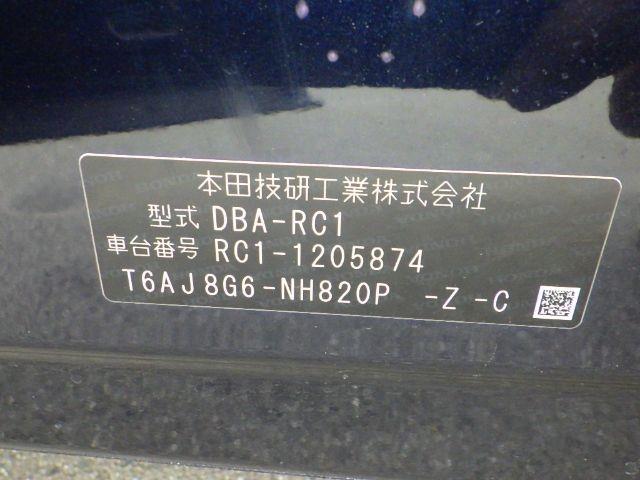 本田技研工業株式会社
型式 DBA-RC1
車台番号 RC1-1205874
T6AJ8G6-NH820P -Z -C